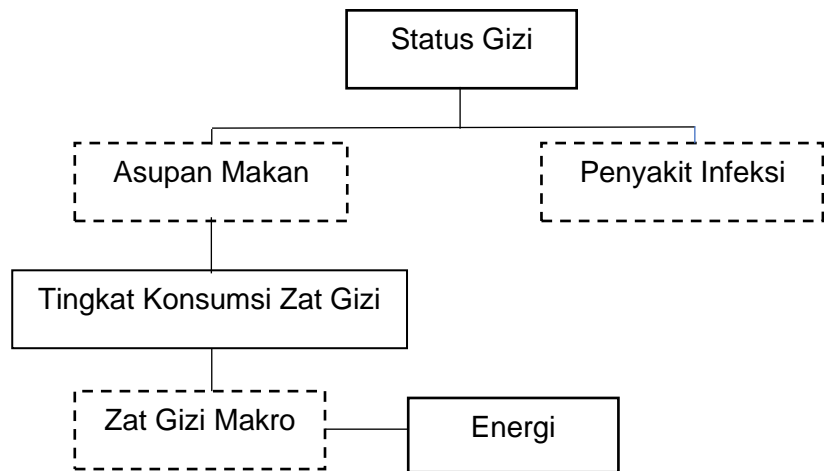 Status Gizi
Asupan Makan
Penyakit Infeksi
Tingkat Konsumsi Zat Gizi
Zat Gizi Makro
Energi